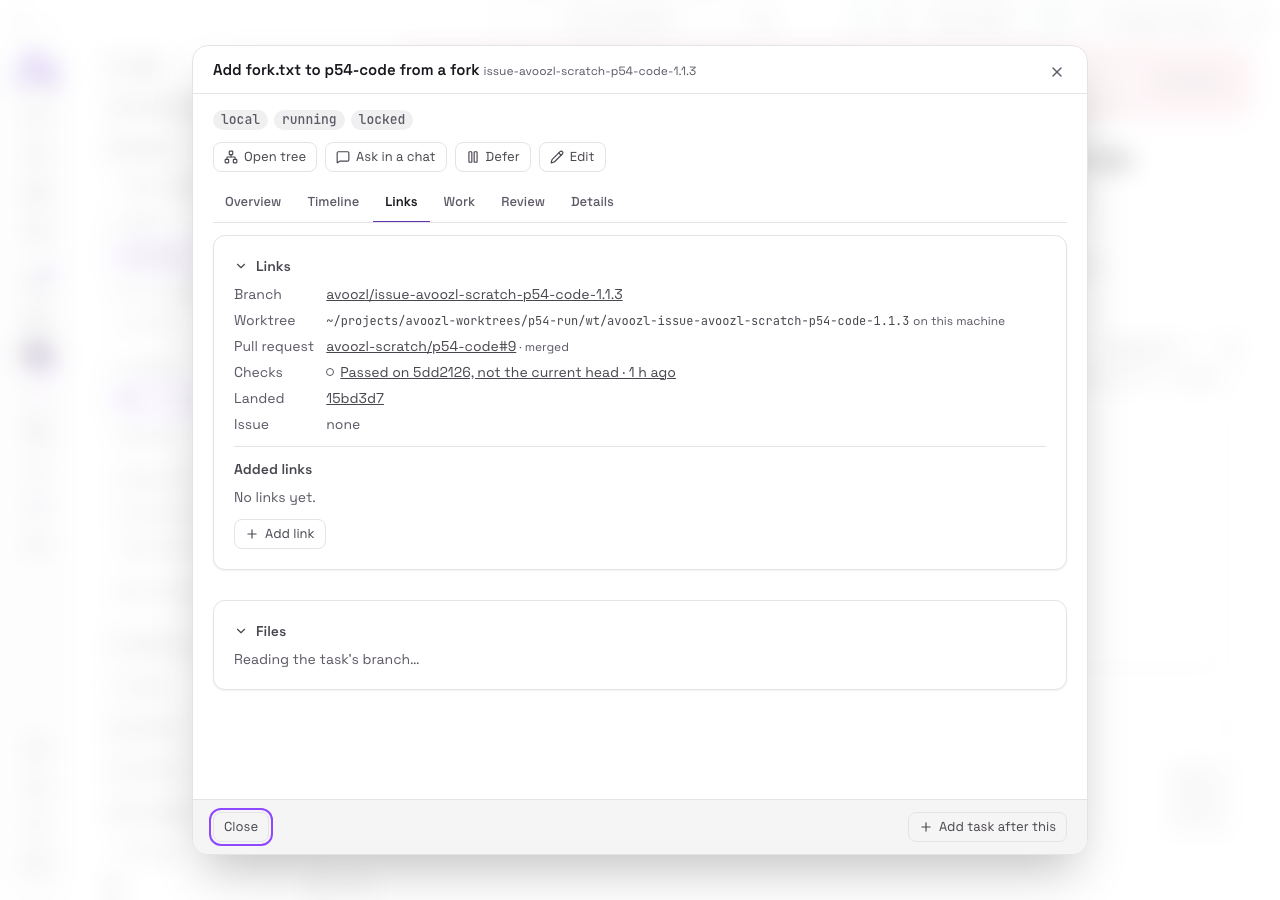 Add fork.txt to p54-code from a fork issue-avoozl-scratch-p54-code-1.1.3
local running locked
Open tree Ask in a chat Defer Edit
Overview Timeline Links Work Review Details
Links
Branch avoozl/issue-avoozl-scratch-p54-code-1.1.3
Worktree ~/projects/avoozl-worktrees/p54-run/wt/avoozl-issue-avoozl-scratch-p54-code-1.1.3 on this machine
Pull request avoozl-scratch/p54-code#9 · merged
Checks Passed on 5dd2126, not the current head · 1 h ago
Landed 15bd3d7
Issue none
Added links
No links yet.
Add link
Files
Reading the task's branch…
Close Add task after this